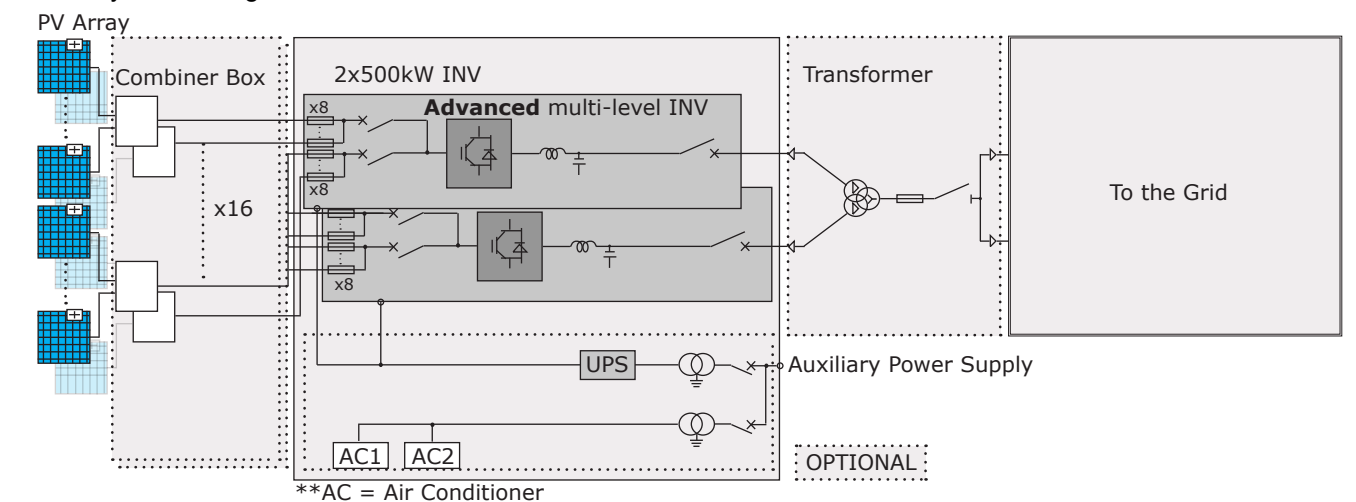 PV Array
Combiner Box
x16
2x500kW INV
Advanced multi-level INV
x8
x8
x8
Transformer
To the Grid
UPS
Auxiliary Power Supply
AC1
AC2
OPTIONAL
**AC = Air Conditioner